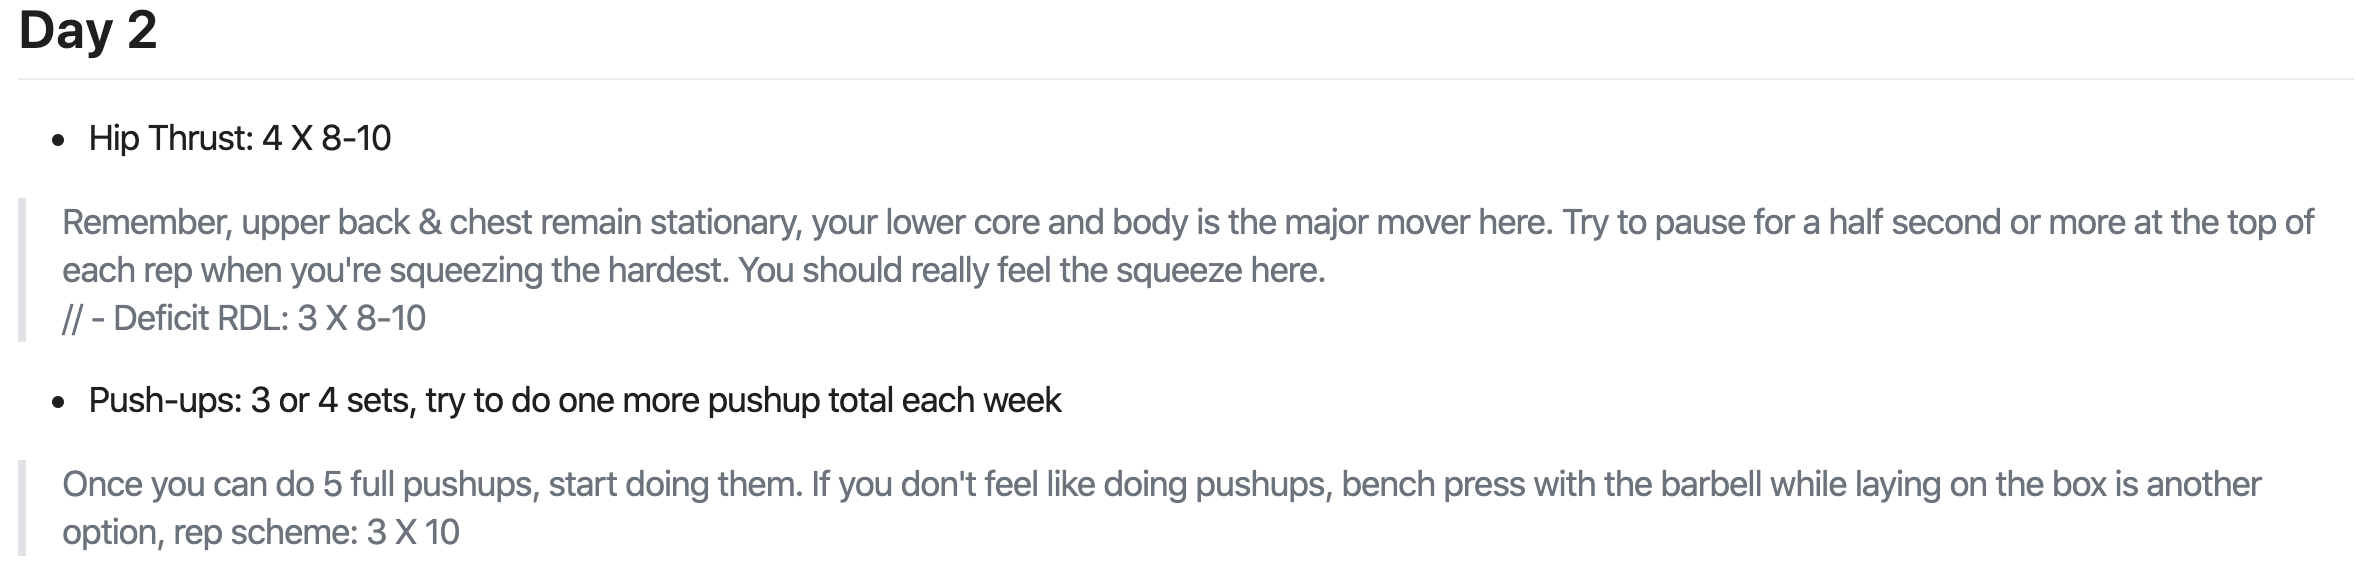 Day 2
• Hip Thrust: 4 X 8-10
Remember, upper back & chest remain stationary, your lower core and body is the major mover here. Try to pause for a half second or more at the top of
each rep when you're squeezing the hardest. You should really feel the squeeze here.
// - Deficit RDL: 3 X 8-10
• Push-ups: 3 or 4 sets, try to do one more pushup total each week
Once you can do 5 full pushups, start doing them. If you don't feel like doing pushups, bench press with the barbell while laying on the box is another
option, rep scheme: 3 X 10